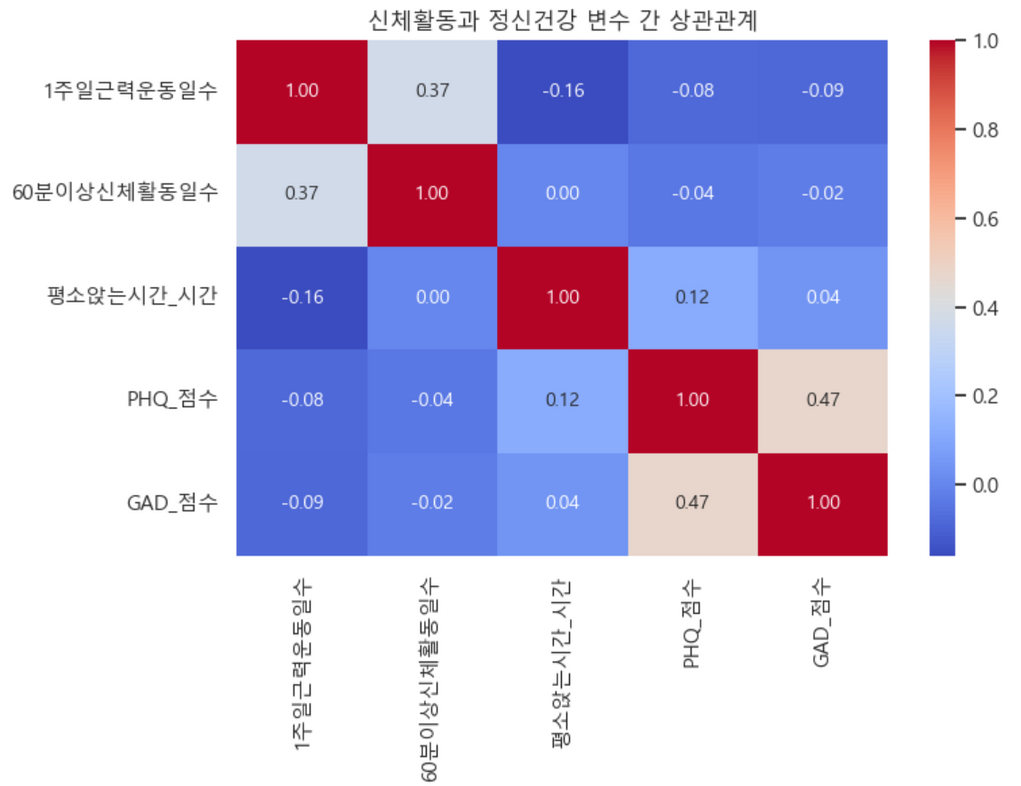 신체활동과 정신건강 변수 간 상관관계
1주일근력운동일수 1.00 0.37 -0.16 -0.08 -0.09
60분이상신체활동일수 0.37 1.00 0.00 -0.04 -0.02
평소앉는시간_시간 -0.16 0.00 1.00 0.12 0.04
PHQ_점수 -0.08 -0.04 0.12 1.00 0.47
GAD_점수 -0.09 -0.02 0.04 0.47 1.00
1주일근력운동일수
60분이상신체활동일수
평소앉는시간_시간
PHQ_점수
GAD_점수
1.0
0.8
0.6
0.4
0.2
0.0